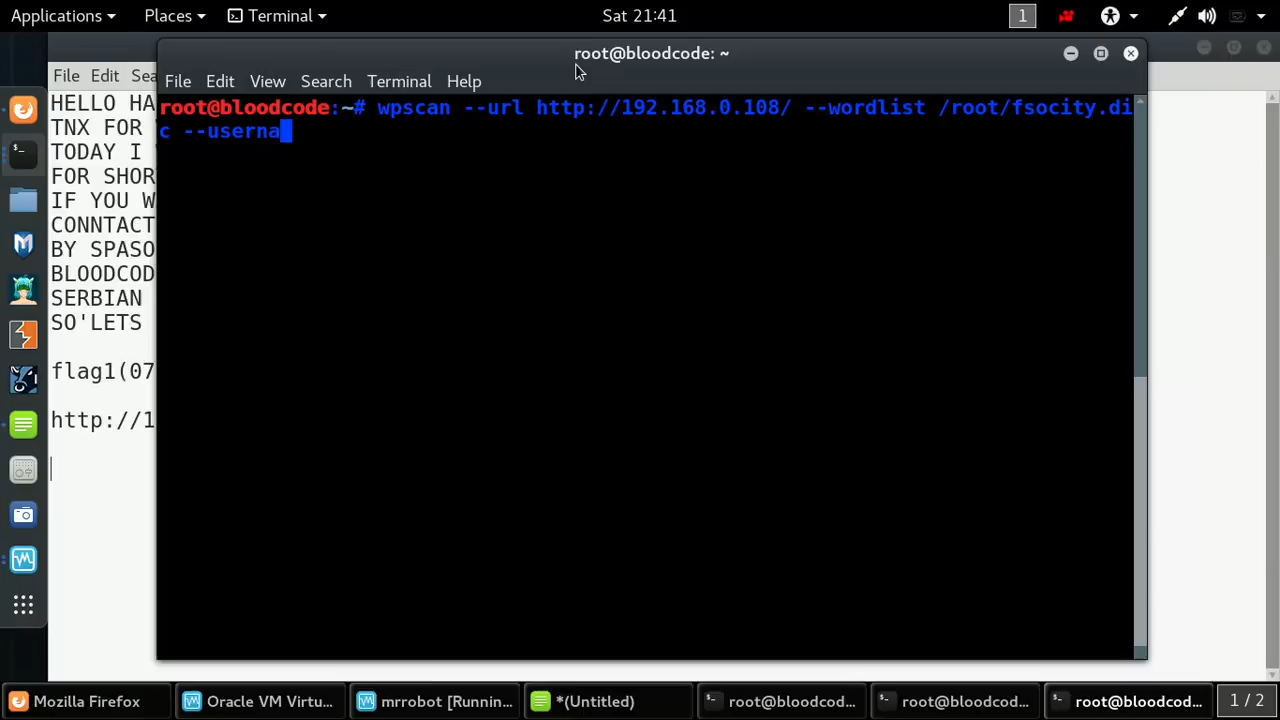 Applications Places Terminal Sat 21:41 1
root@bloodcode: ~
File Edit View Search Terminal Help
File Edit Sea
HELLO HA
TNX FOR
TODAY I
FOR SHOR
IF YOU W
CONNTACT
BY SPASO
BLOODCOD
SERBIAN
SO'LETS
flag1(07
http://1
root@bloodcode:~# wpscan --url http://192.168.0.108/ --wordlist /root/fsocity.di
c --userna
Mozilla Firefox Oracle VM Virtu... mrrobot [Runnin... *(Untitled) root@bloodcod... root@bloodcod... root@bloodcod... 1 / 2